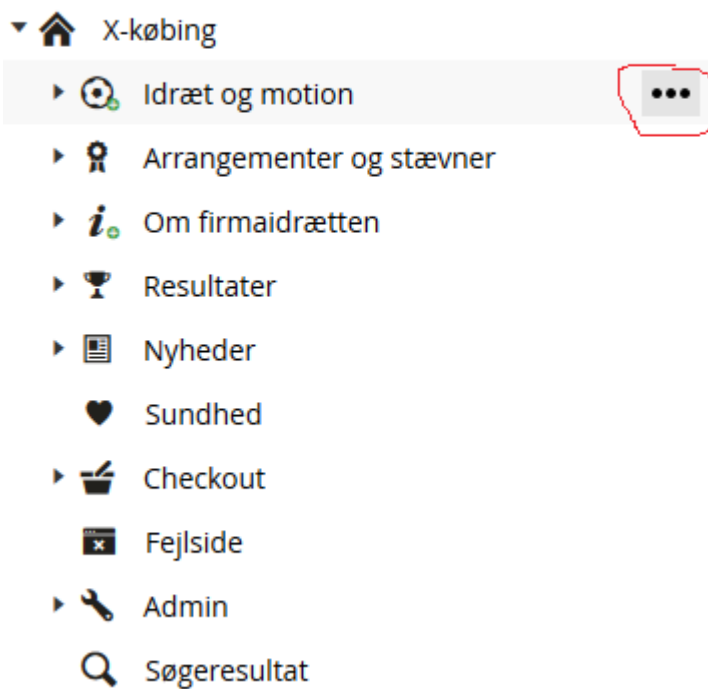 X-købing
Idræt og motion
Arrangementer og stævner
Om firmaidrætten
Resultater
Nyheder
Sundhed
Checkout
Fejlside
Admin
Søgeresultat